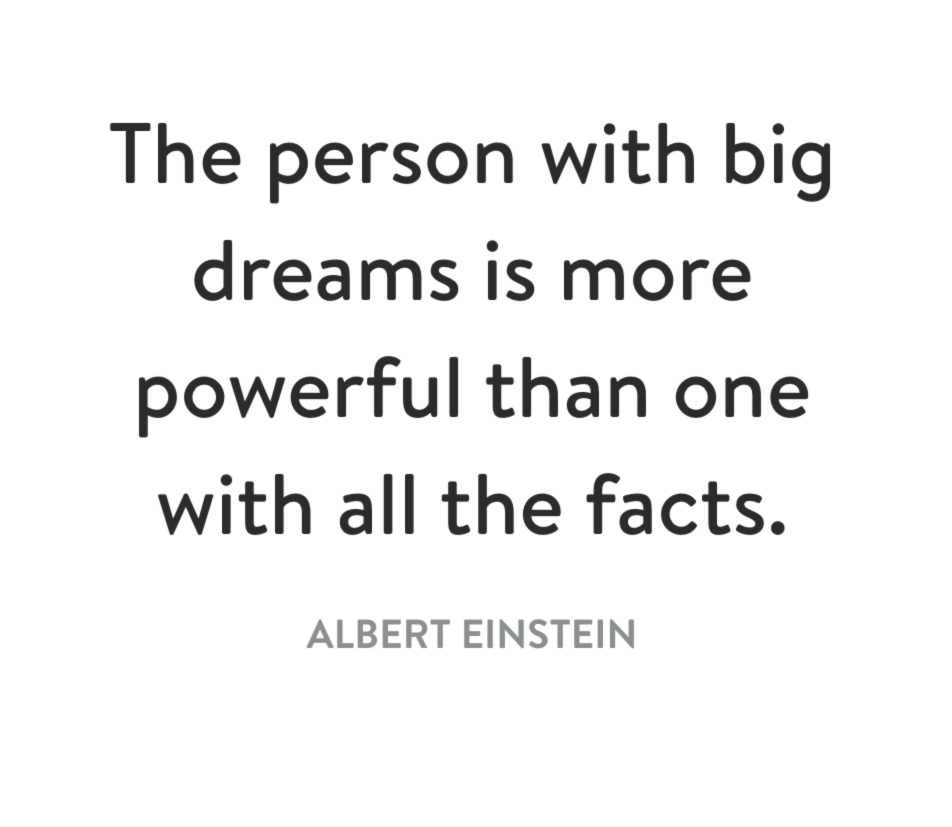 The person with big
dreams is more
powerful than one
with all the facts.
ALBERT EINSTEIN